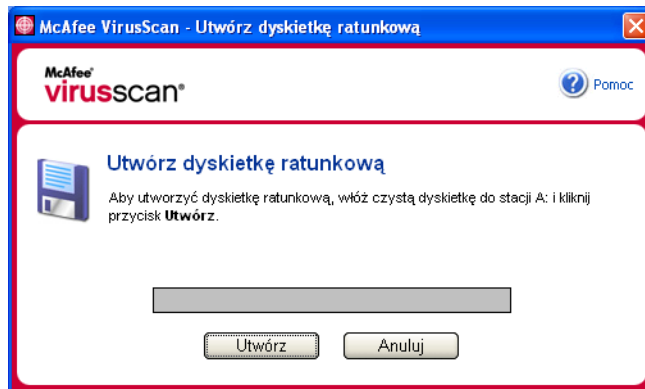 McAfee VirusScan - Utwórz dyskietkę ratunkową
McAfee®
virusscan®
Pomoc
Utwórz dyskietkę ratunkową
Aby utworzyć dyskietkę ratunkową, włóż czystą dyskietkę do stacji A: i kliknij
przycisk Utwórz.
Utwórz
Anuluj